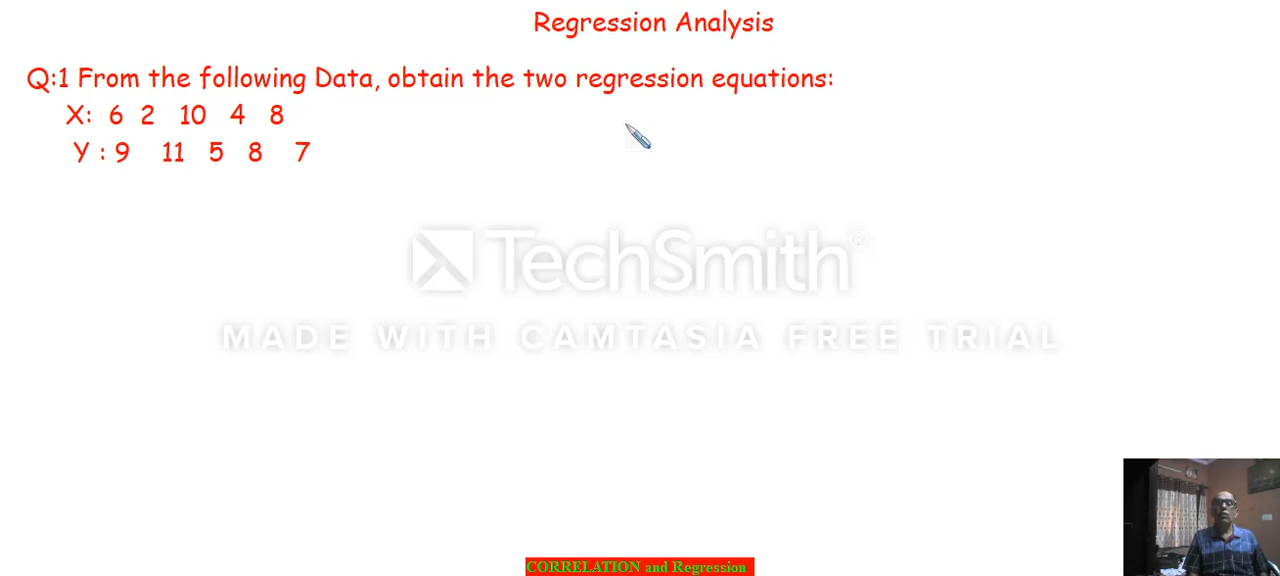 Regression Analysis
Q:1 From the following Data, obtain the two regression equations:
X: 6 2 10 4 8
Y : 9 11 5 8 7
TechSmith®
MADE WITH CAMTASIA FREE TRIAL
CORRELATION and Regression